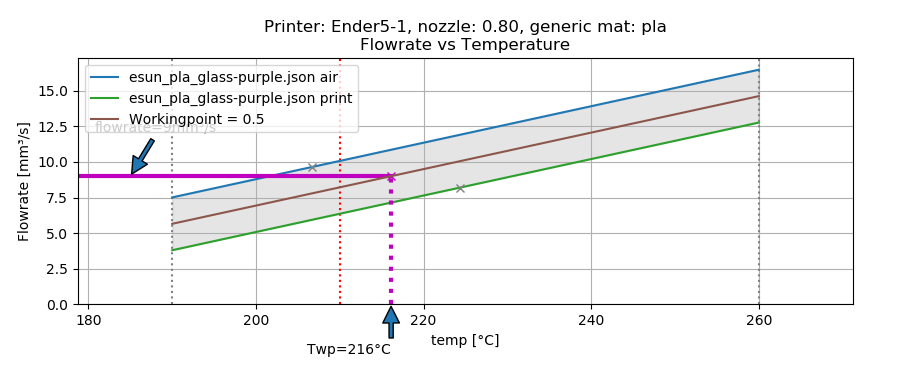 Printer: Ender5-1, nozzle: 0.80, generic mat: pla
Flowrate vs Temperature
esun_pla_glass-purple.json air
esun_pla_glass-purple.json print
Workingpoint = 0.5
flowrate=9mm³/s
Flowrate [mm³/s]
15.0
12.5
10.0
7.5
5.0
2.5
0.0
180
200
220
240
260
temp [°C]
Twp=216°C